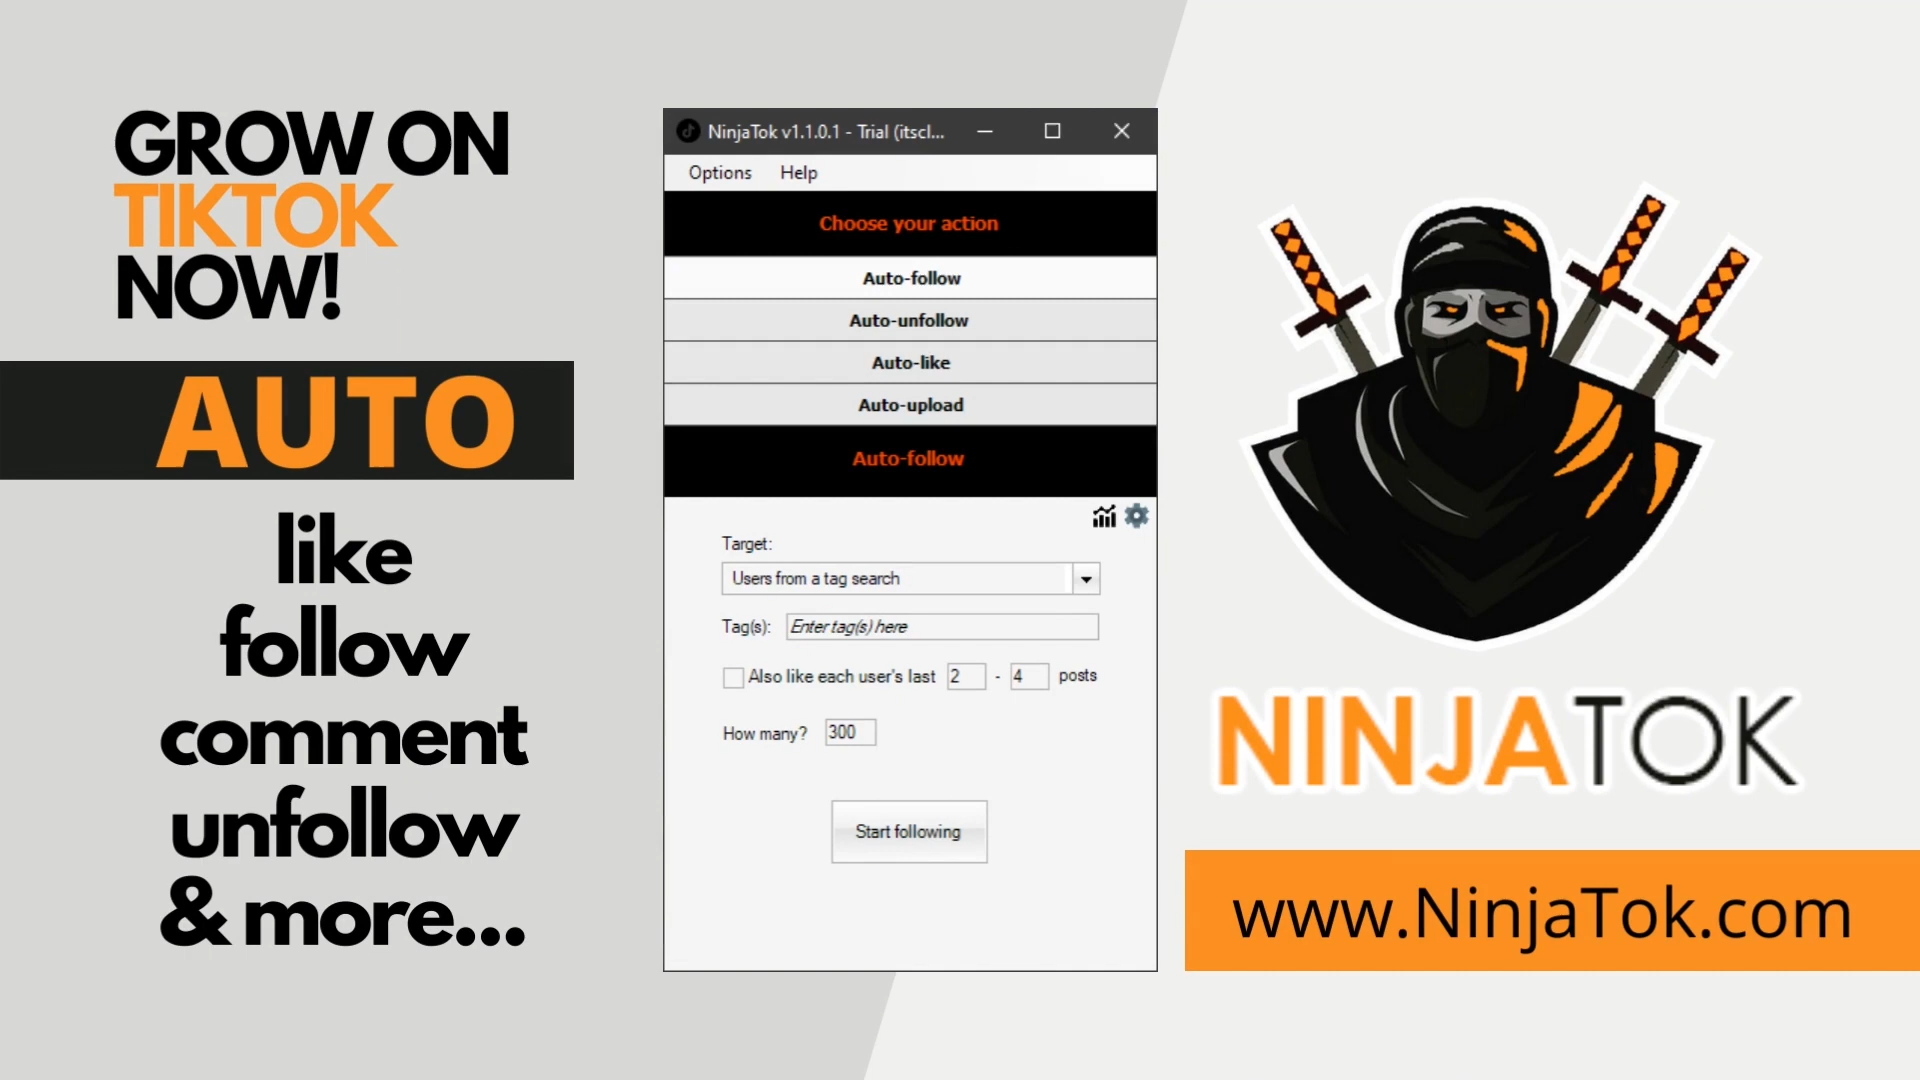 GROW ON
TIKTOK
NOW!
AUTO
like
follow
comment
unfollow
& more...
NinjaTok v1.1.0.1 - Trial (itscl...
Options Help
Choose your action
Auto-follow
Auto-unfollow
Auto-like
Auto-upload
Auto-follow
Target:
Users from a tag search
Tag(s): Enter tag(s) here
Also like each user's last 2 - 4 posts
How many? 300
Start following
NINJATOK
www.NinjaTok.com